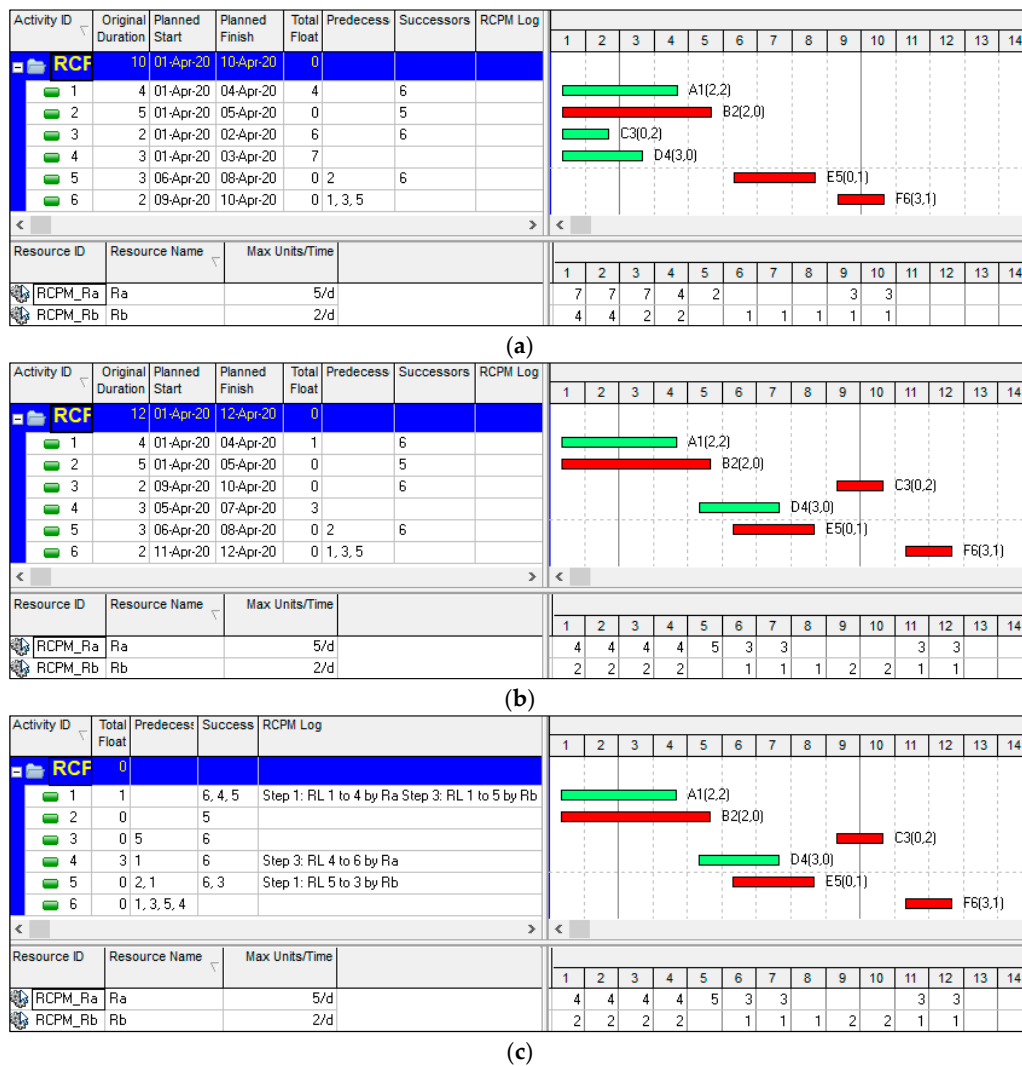 Activity ID Original Duration Planned Start Planned Finish Total Float Predecess Successors RCPM Log
1 2 3 4 5 6 7 8 9 10 11 12 13 14
RCF 10 01-Apr-20 10-Apr-20 0
1 4 01-Apr-20 04-Apr-20 4 6 A1(2,2)
2 5 01-Apr-20 05-Apr-20 0 5 B2(2,0)
3 2 01-Apr-20 02-Apr-20 6 6 C3(0,2)
4 3 01-Apr-20 03-Apr-20 7 D4(3,0)
5 3 06-Apr-20 08-Apr-20 0 2 6 E5(0,1)
6 2 09-Apr-20 10-Apr-20 0 1, 3, 5 F6(3,1)
Resource ID Resource Name Max Units/Time
1 2 3 4 5 6 7 8 9 10 11 12 13 14
RCPM_Ra Ra 5/d 7 7 7 4 2 3 3
RCPM_Rb Rb 2/d 4 4 2 2 1 1 1 1 1
(a)
Activity ID Original Duration Planned Start Planned Finish Total Float Predecess Successors RCPM Log
1 2 3 4 5 6 7 8 9 10 11 12 13 14
RCF 12 01-Apr-20 12-Apr-20 0
1 4 01-Apr-20 04-Apr-20 1 6 A1(2,2)
2 5 01-Apr-20 05-Apr-20 0 5 B2(2,0)
3 2 09-Apr-20 10-Apr-20 0 6 C3(0,2)
4 3 05-Apr-20 07-Apr-20 3 D4(3,0)
5 3 06-Apr-20 08-Apr-20 0 2 6 E5(0,1)
6 2 11-Apr-20 12-Apr-20 0 1, 3, 5 F6(3,1)
Resource ID Resource Name Max Units/Time
1 2 3 4 5 6 7 8 9 10 11 12 13 14
RCPM_Ra Ra 5/d 4 4 4 4 5 3 3 3 3
RCPM_Rb Rb 2/d 2 2 2 2 1 1 1 2 2 1 1
(b)
Activity ID Total Float Predecess Success RCPM Log
1 2 3 4 5 6 7 8 9 10 11 12 13 14
RCF 0
1 1 6, 4, 5 Step 1: RL 1 to 4 by Ra Step 3: RL 1 to 5 by Rb A1(2,2)
2 0 5 B2(2,0)
3 0 5 6 C3(0,2)
4 3 1 6 Step 3: RL 4 to 6 by Ra D4(3,0)
5 0 2, 1 6, 3 Step 1: RL 5 to 3 by Rb E5(0,1)
6 0 1, 3, 5, 4 F6(3,1)
Resource ID Resource Name Max Units/Time
1 2 3 4 5 6 7 8 9 10 11 12 13 14
RCPM_Ra Ra 5/d 4 4 4 4 5 3 3 3 3
RCPM_Rb Rb 2/d 2 2 2 2 1 1 1 2 2 1 1
(c)